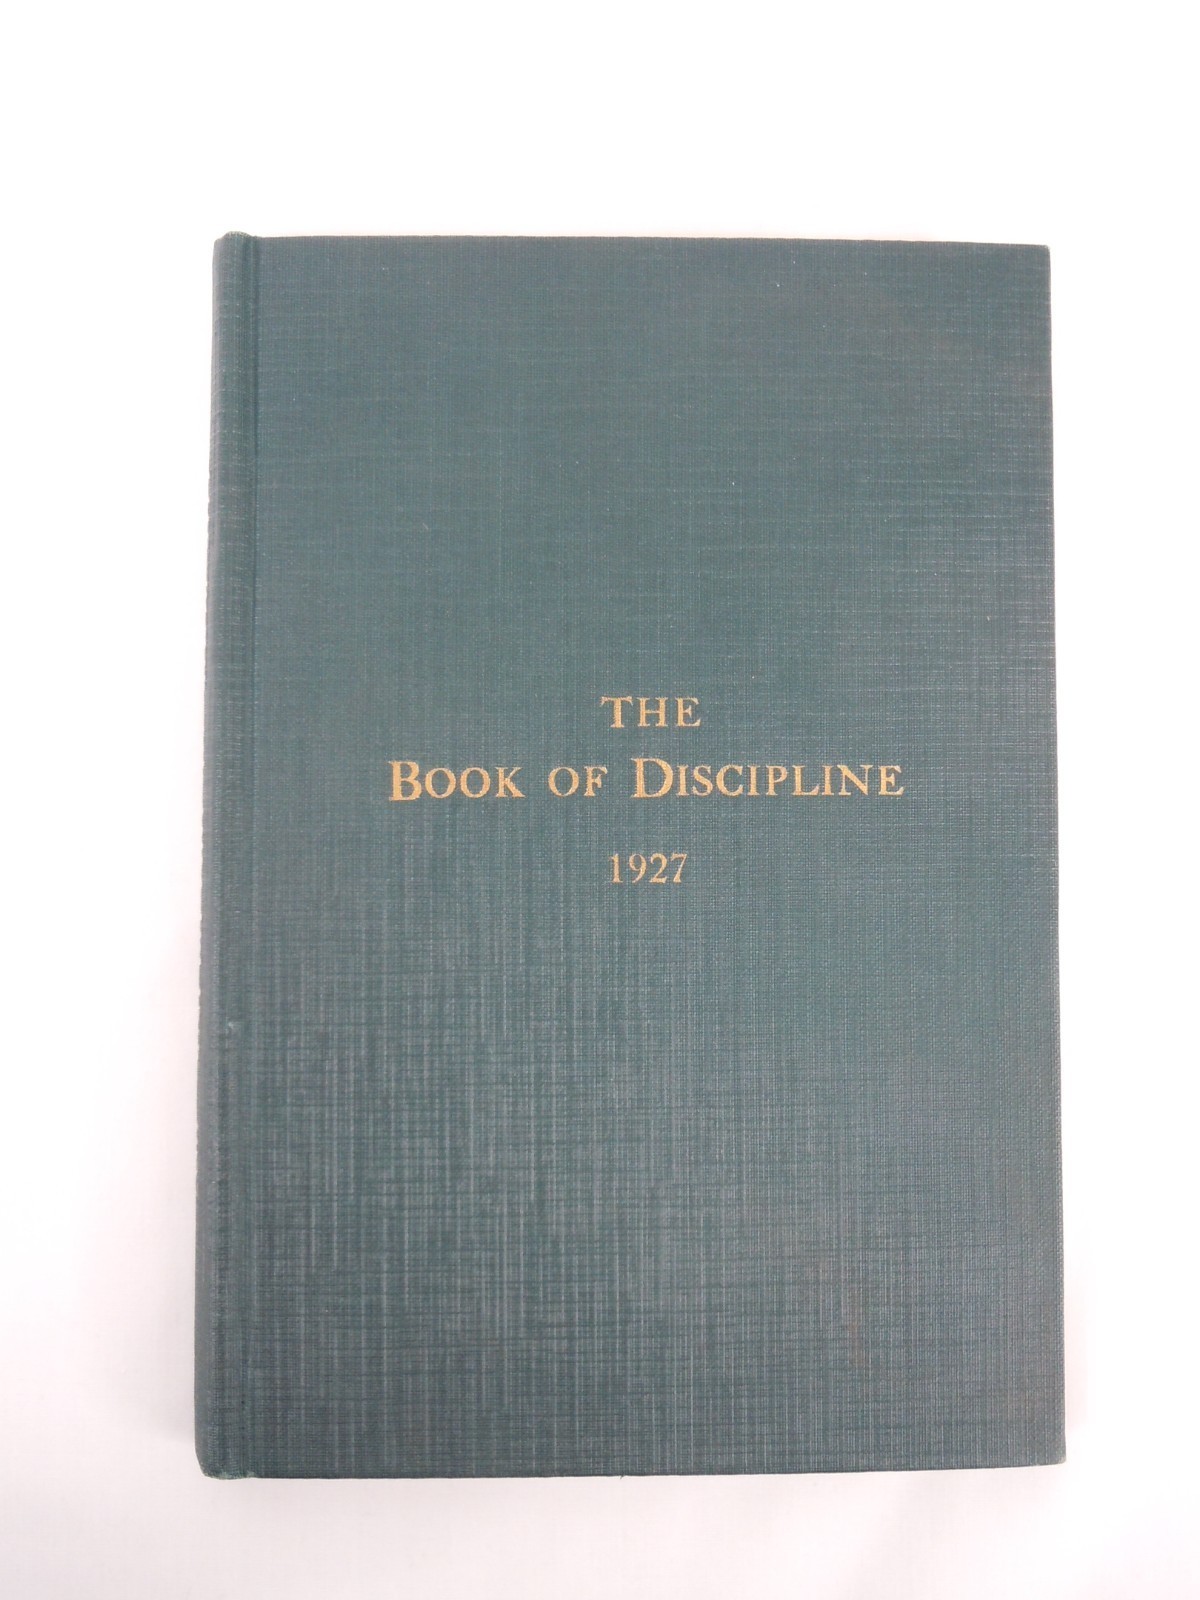 THE
BOOK OF DISCIPLINE
1927